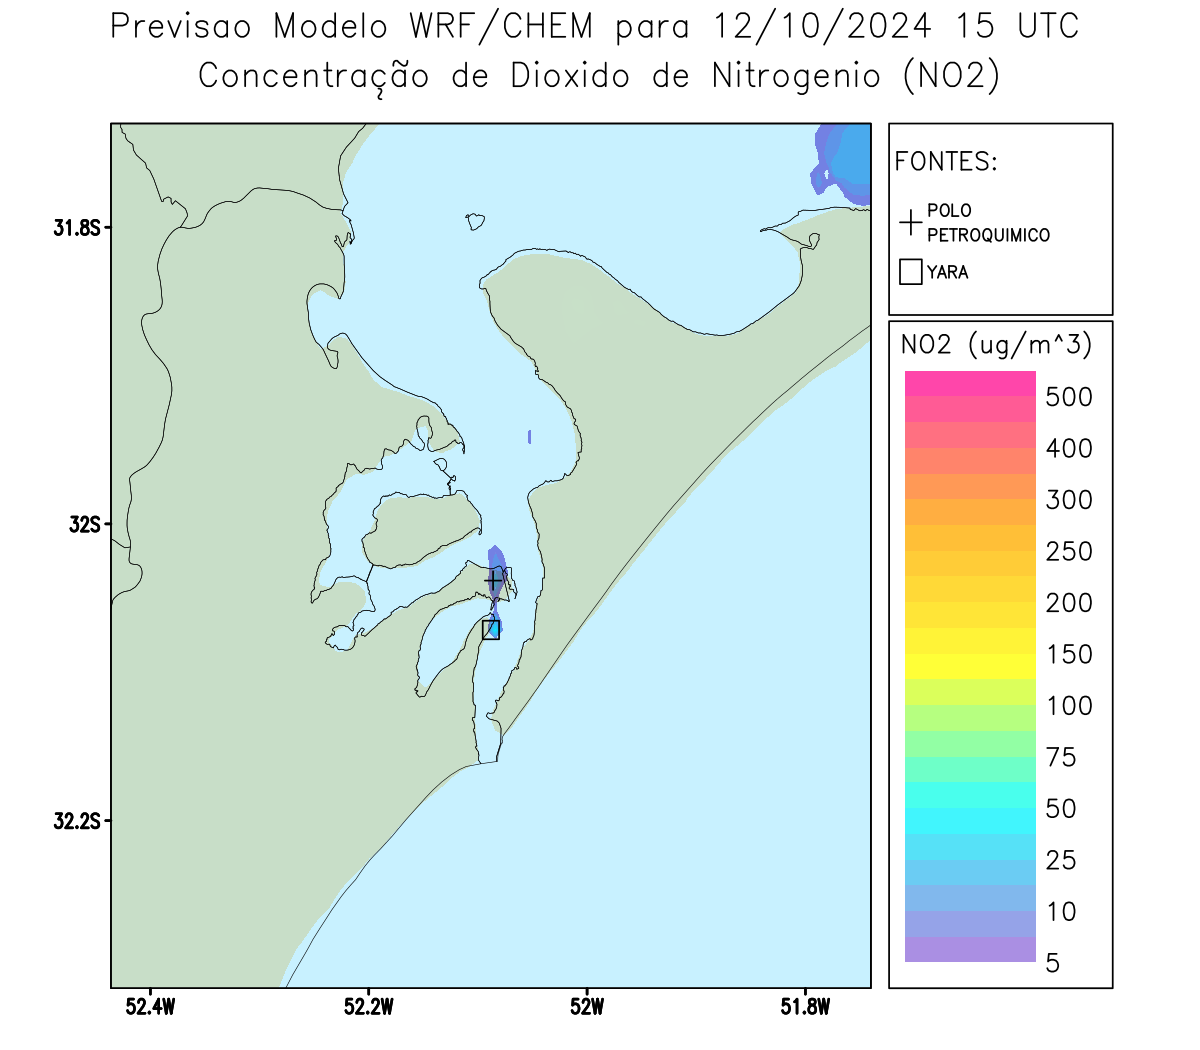 Previsao Modelo WRF/CHEM para 12/10/2024 15 UTC
Concentração de Dioxido de Nitrogenio (NO2)
FONTES:
POLO
PETROQUIMICO
YARA
NO2 (ug/m^3)
500
400
300
250
200
150
100
75
50
25
10
5
31.8S
32S
32.2S
52.4W
52.2W
52W
51.8W